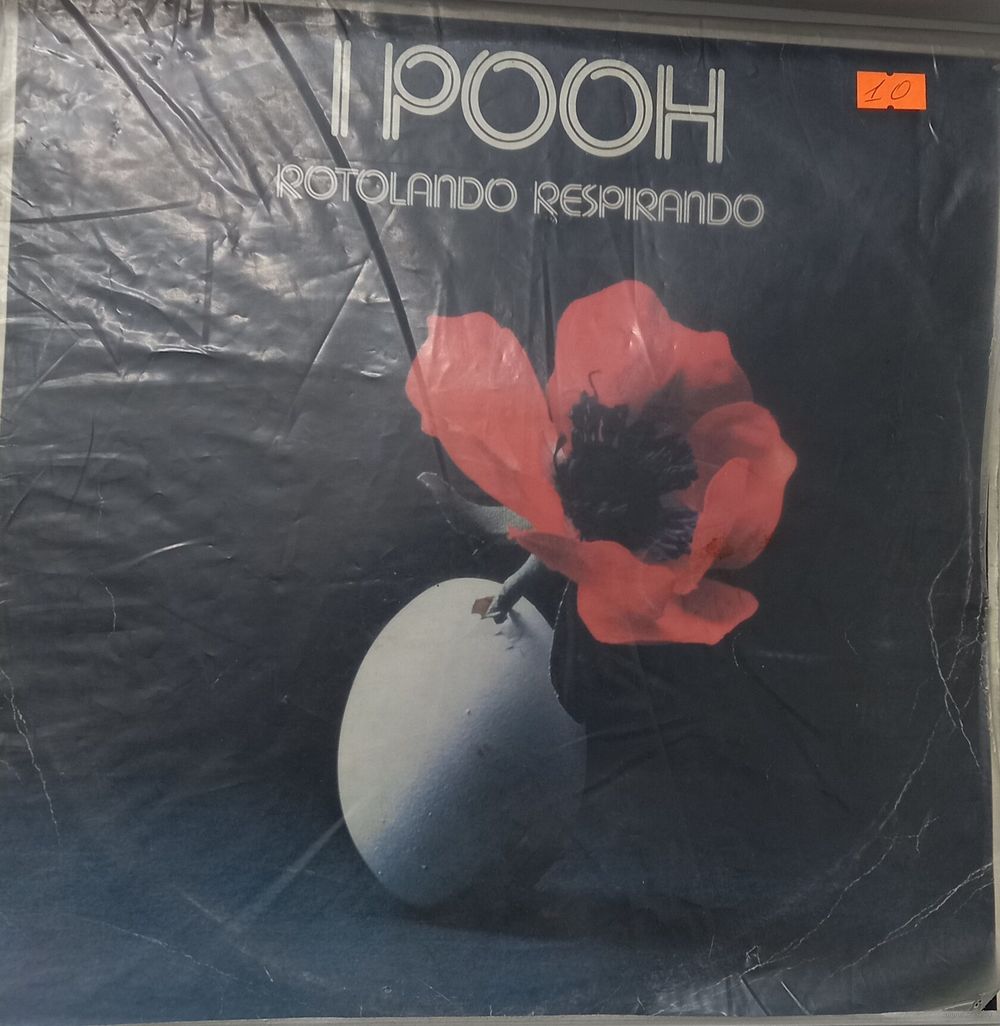 I POOH
10
ROTOLANDO RESPIRANDO